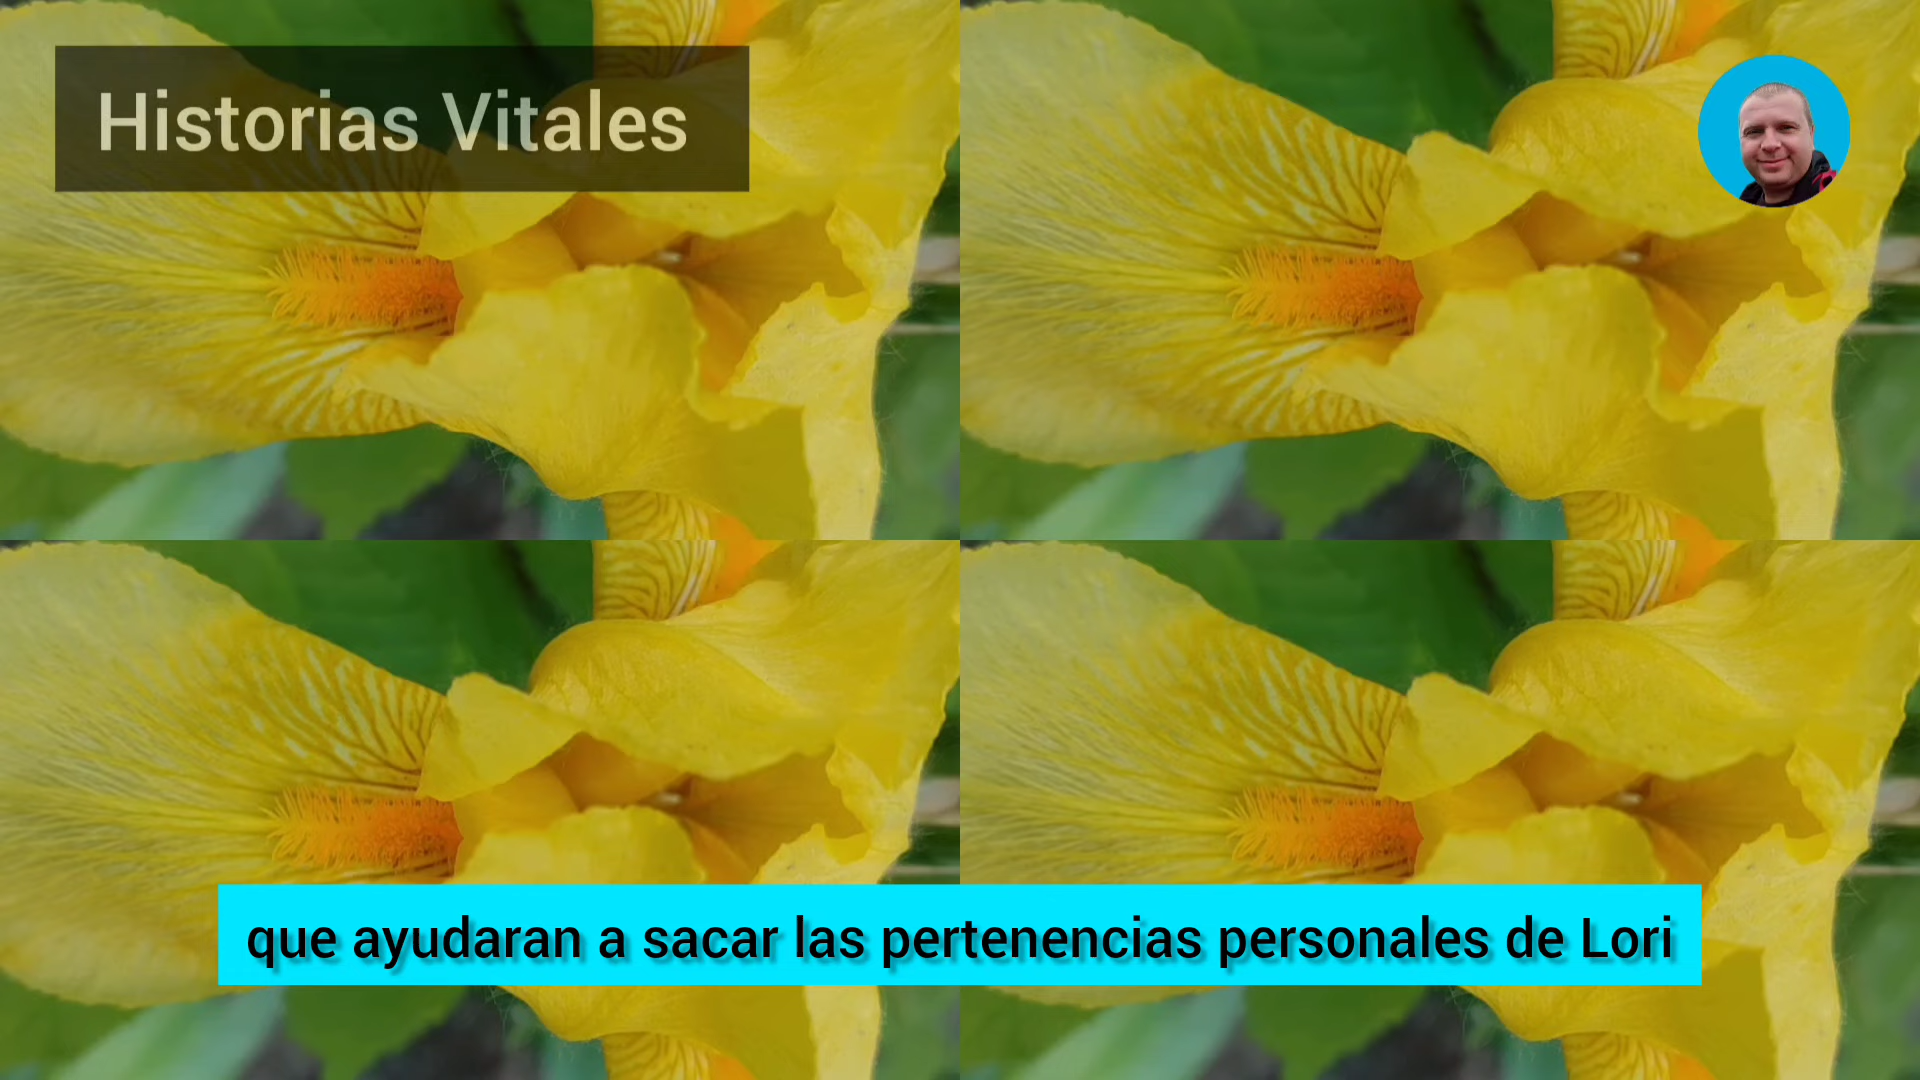 Historias Vitales
que ayudaran a sacar las pertenencias personales de Lori